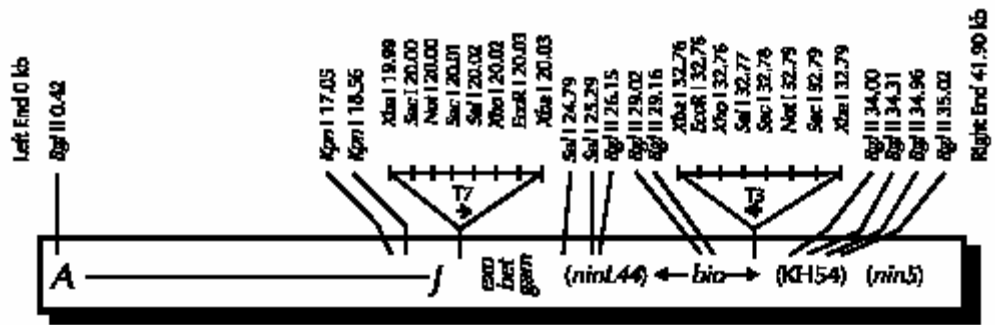 Left End 0 kb
Bgl II 0.42
Kpn I 17.05
Kpn I 18.56
Xba I 19.99
Sac I 20.00
Not I 20.00
Sac I 20.01
Sal I 20.02
Xho I 20.02
EcoR I 20.03
Xba I 20.03
Sal I 24.79
Sal I 25.29
Bgl II 26.15
Bgl II 29.02
Bgl II 29.16
Xba I 32.76
EcoR I 32.76
Xho I 32.76
Sal I 32.77
Sac I 32.78
Not I 32.79
Sac I 32.79
Xba I 32.79
Bgl II 34.00
Bgl II 34.31
Bgl II 34.96
Bgl II 35.02
Right End 41.90 kb
T7
T3
A
J
exo
bet
gam
(ninL44)
bio
(KH54)
(nin5)